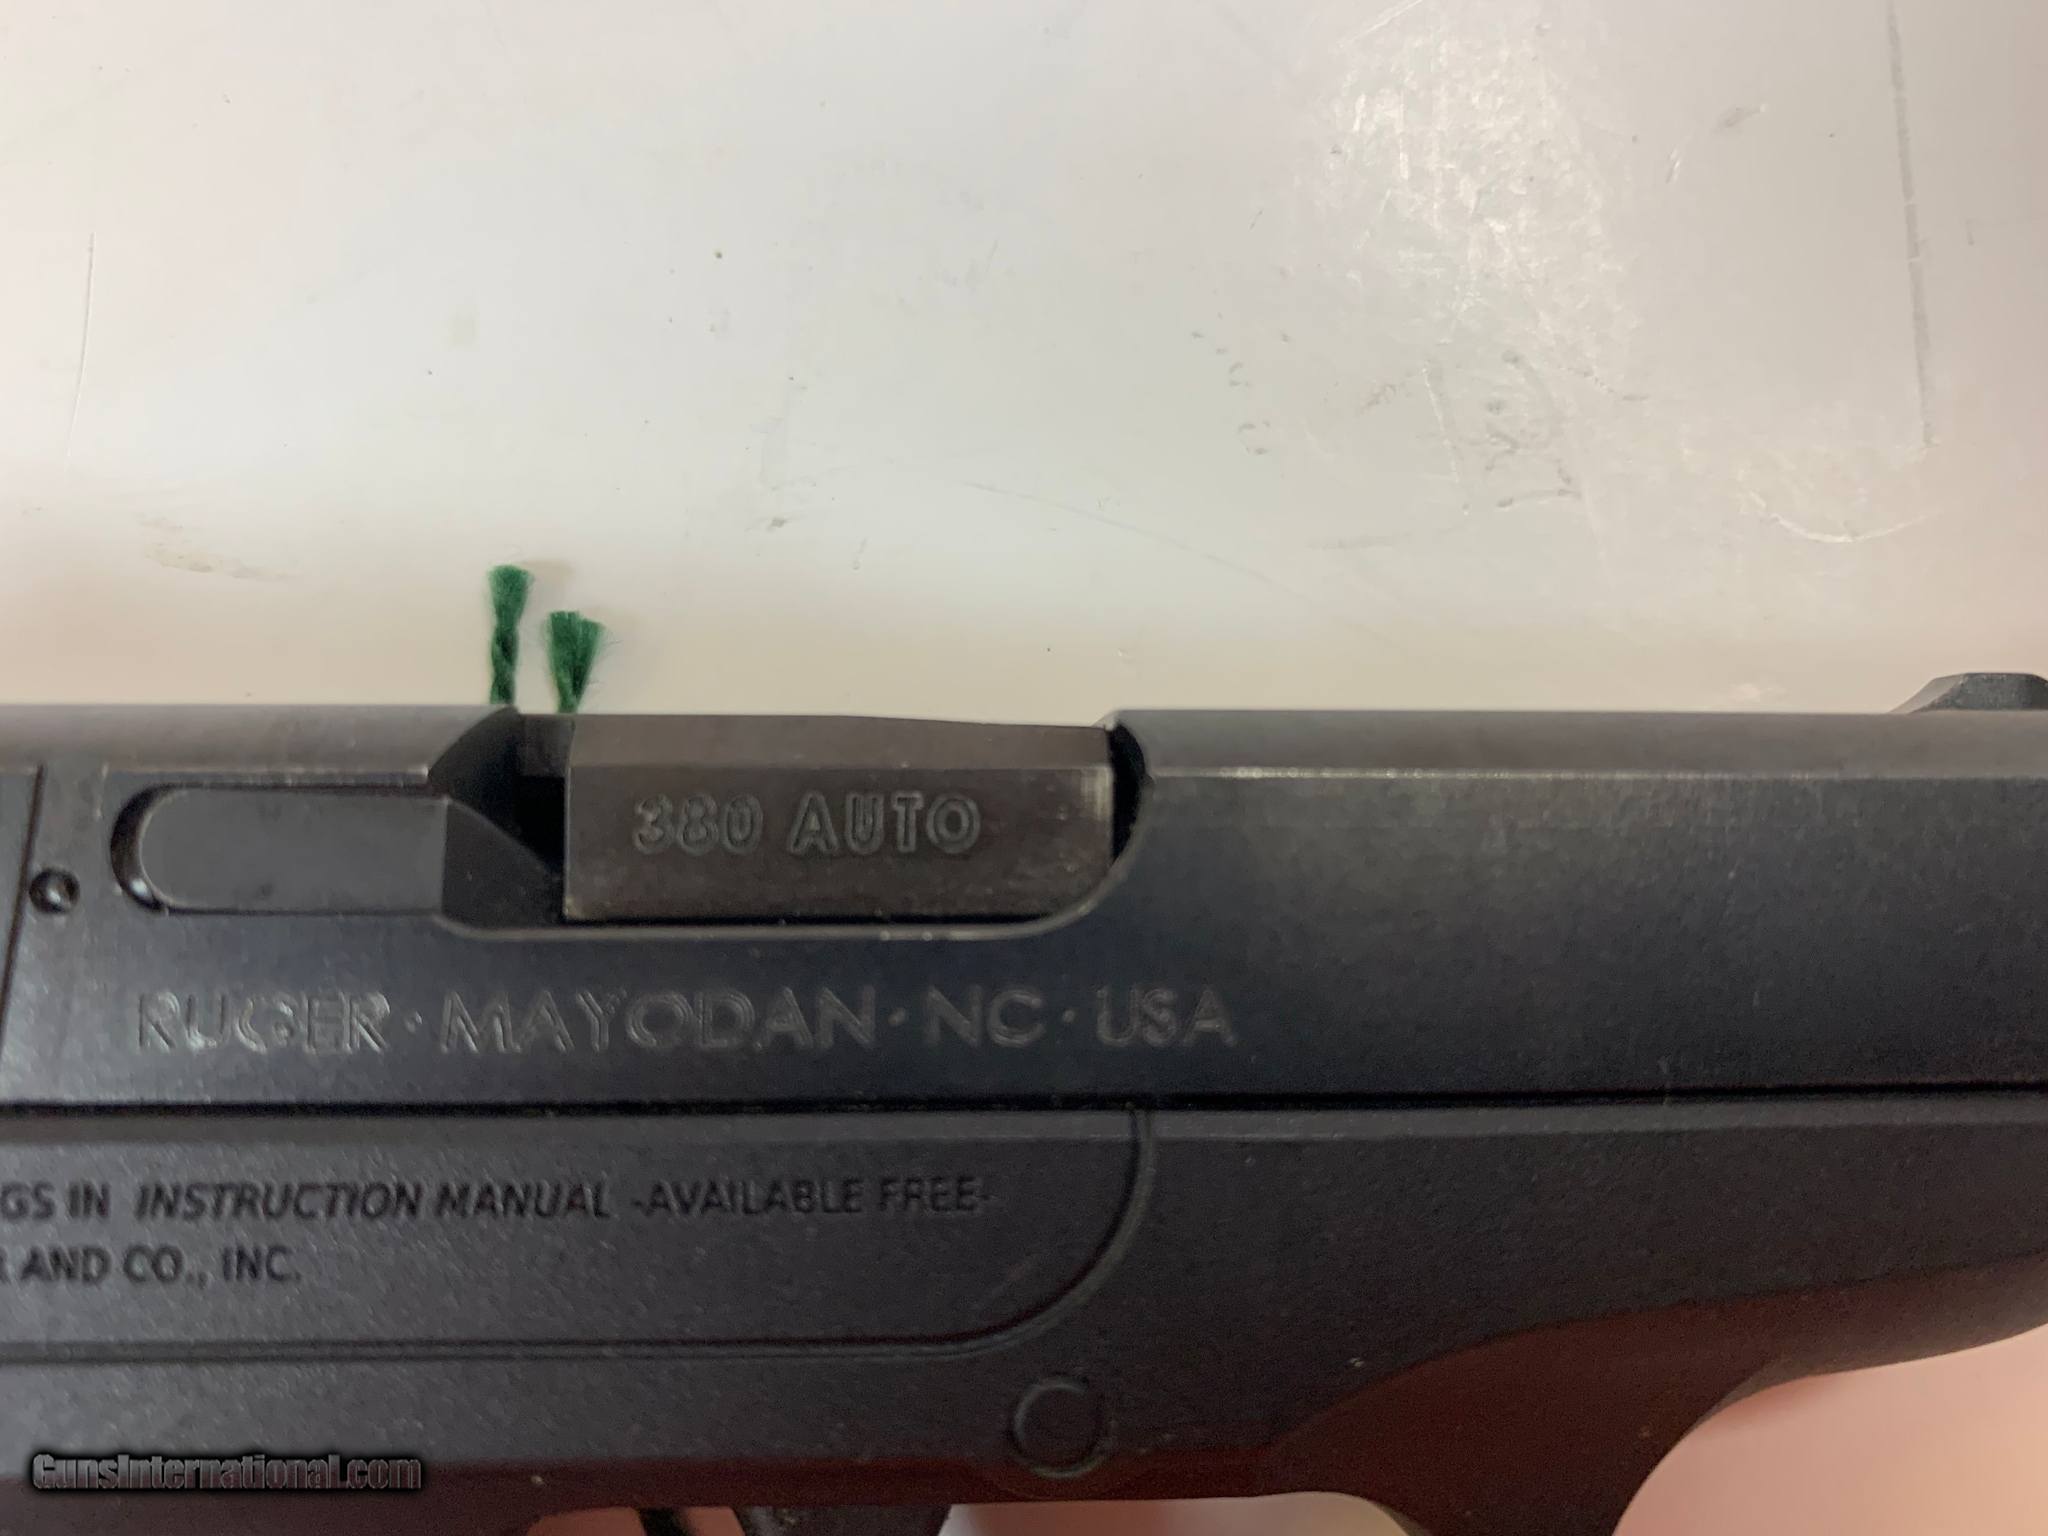 380 AUTO
RUGER · MAYODAN · NC · USA
GS IN INSTRUCTION MANUAL -AVAILABLE FREE-
R AND CO., INC.
GunsInternational.com